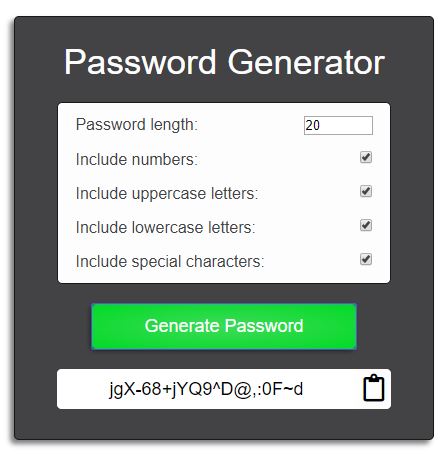 Password Generator
Password length: 20
Include numbers:
Include uppercase letters:
Include lowercase letters:
Include special characters:
Generate Password
jgX-68+jYQ9^D@,:0F~d